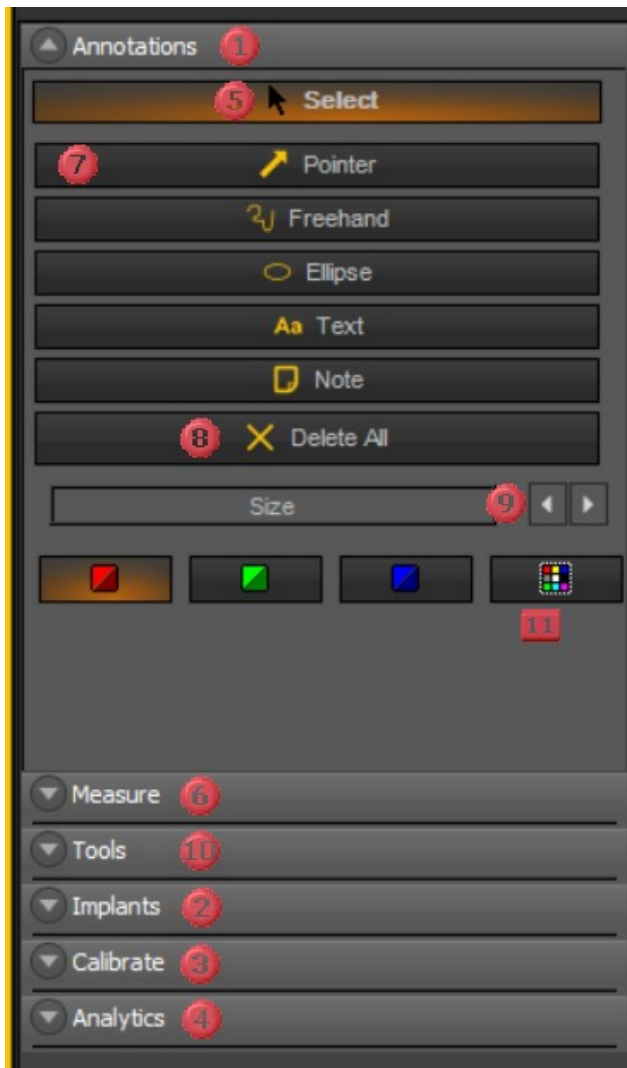 Annotations 1
5 Select
7 Pointer
Freehand
Ellipse
Aa Text
Note
8 Delete All
Size 9
11
Measure 6
Tools 10
Implants 2
Calibrate 3
Analytics 4